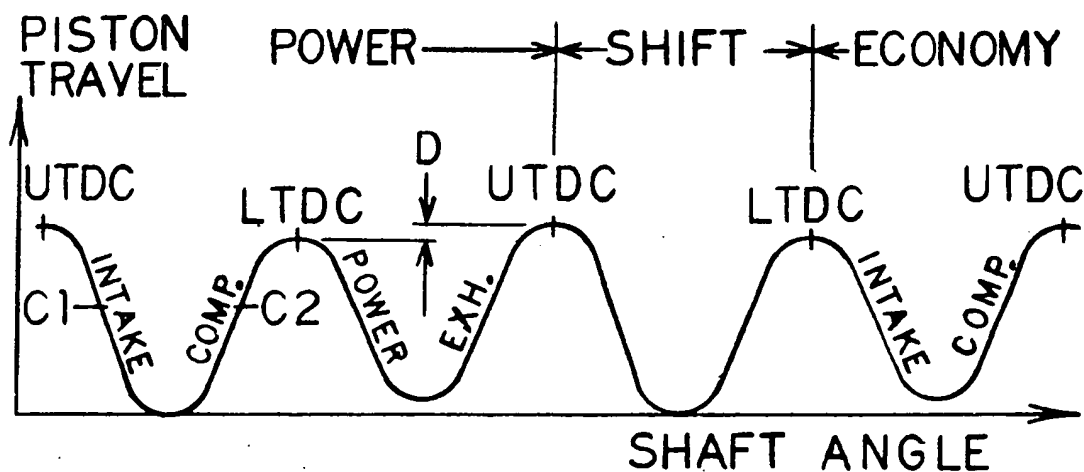 PISTON TRAVEL
POWER
SHIFT
ECONOMY
D
UTDC
LTDC
UTDC
LTDC
UTDC
C1
INTAKE
COMP.
C2
POWER
EXH.
INTAKE
COMP.
SHAFT ANGLE